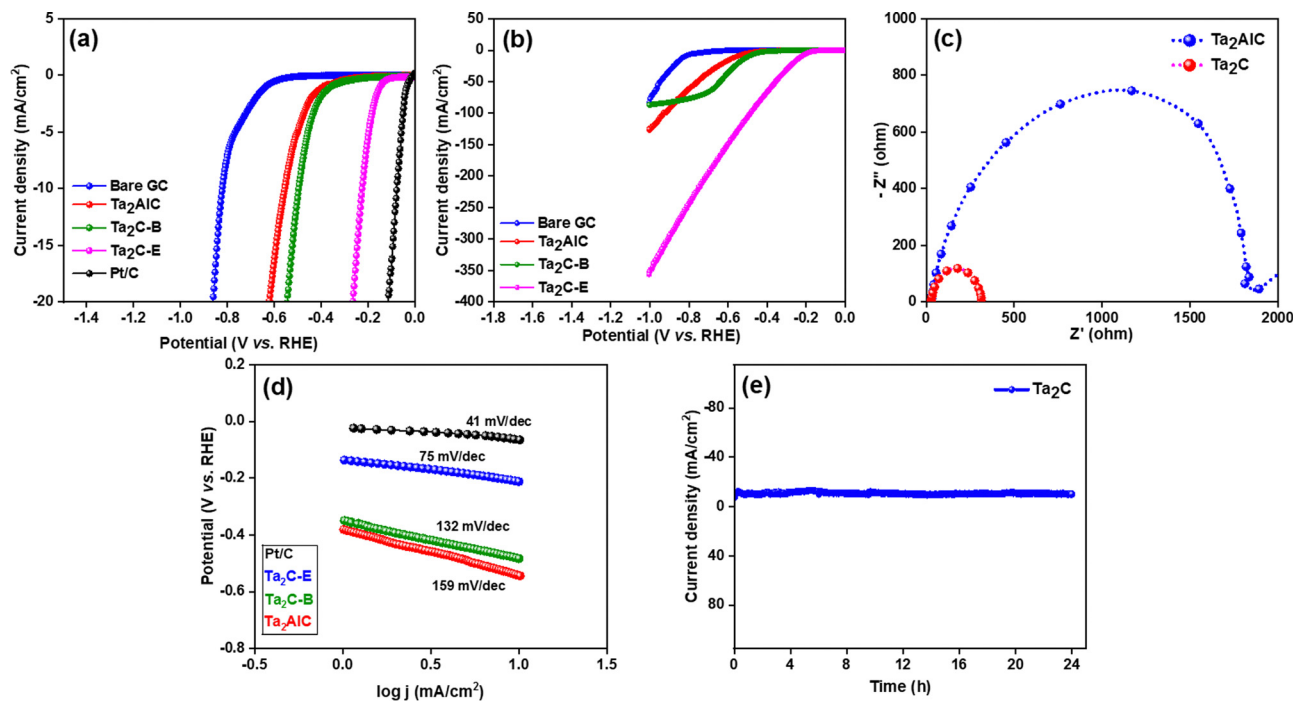 (a)
Current density (mA/cm²)
5
0
-5
-10
-15
-20
Bare GC
Ta₂AlC
Ta₂C-B
Ta₂C-E
Pt/C
-1.4 -1.2 -1.0 -0.8 -0.6 -0.4 -0.2 0.0
Potential (V vs. RHE)
(b)
Current density (mA/cm²)
50
0
-50
-100
-150
-200
-250
-300
-350
-400
Bare GC
Ta₂AlC
Ta₂C-B
Ta₂C-E
-1.8 -1.6 -1.4 -1.2 -1.0 -0.8 -0.6 -0.4 -0.2 0.0
Potential (V vs. RHE)
(c)
- Z'' (ohm)
1000
800
600
400
200
0
Ta₂AlC
Ta₂C
0 500 1000 1500 2000
Z' (ohm)
(d)
Potential (V vs. RHE)
0.2
0.0
-0.2
-0.4
-0.6
-0.8
41 mV/dec
75 mV/dec
132 mV/dec
159 mV/dec
Pt/C
Ta₂C-E
Ta₂C-B
Ta₂AlC
-0.5 0.0 0.5 1.0 1.5
log j (mA/cm²)
(e)
Current density (mA/cm²)
-80
-40
0
40
80
Ta₂C
0 4 8 12 16 20 24
Time (h)